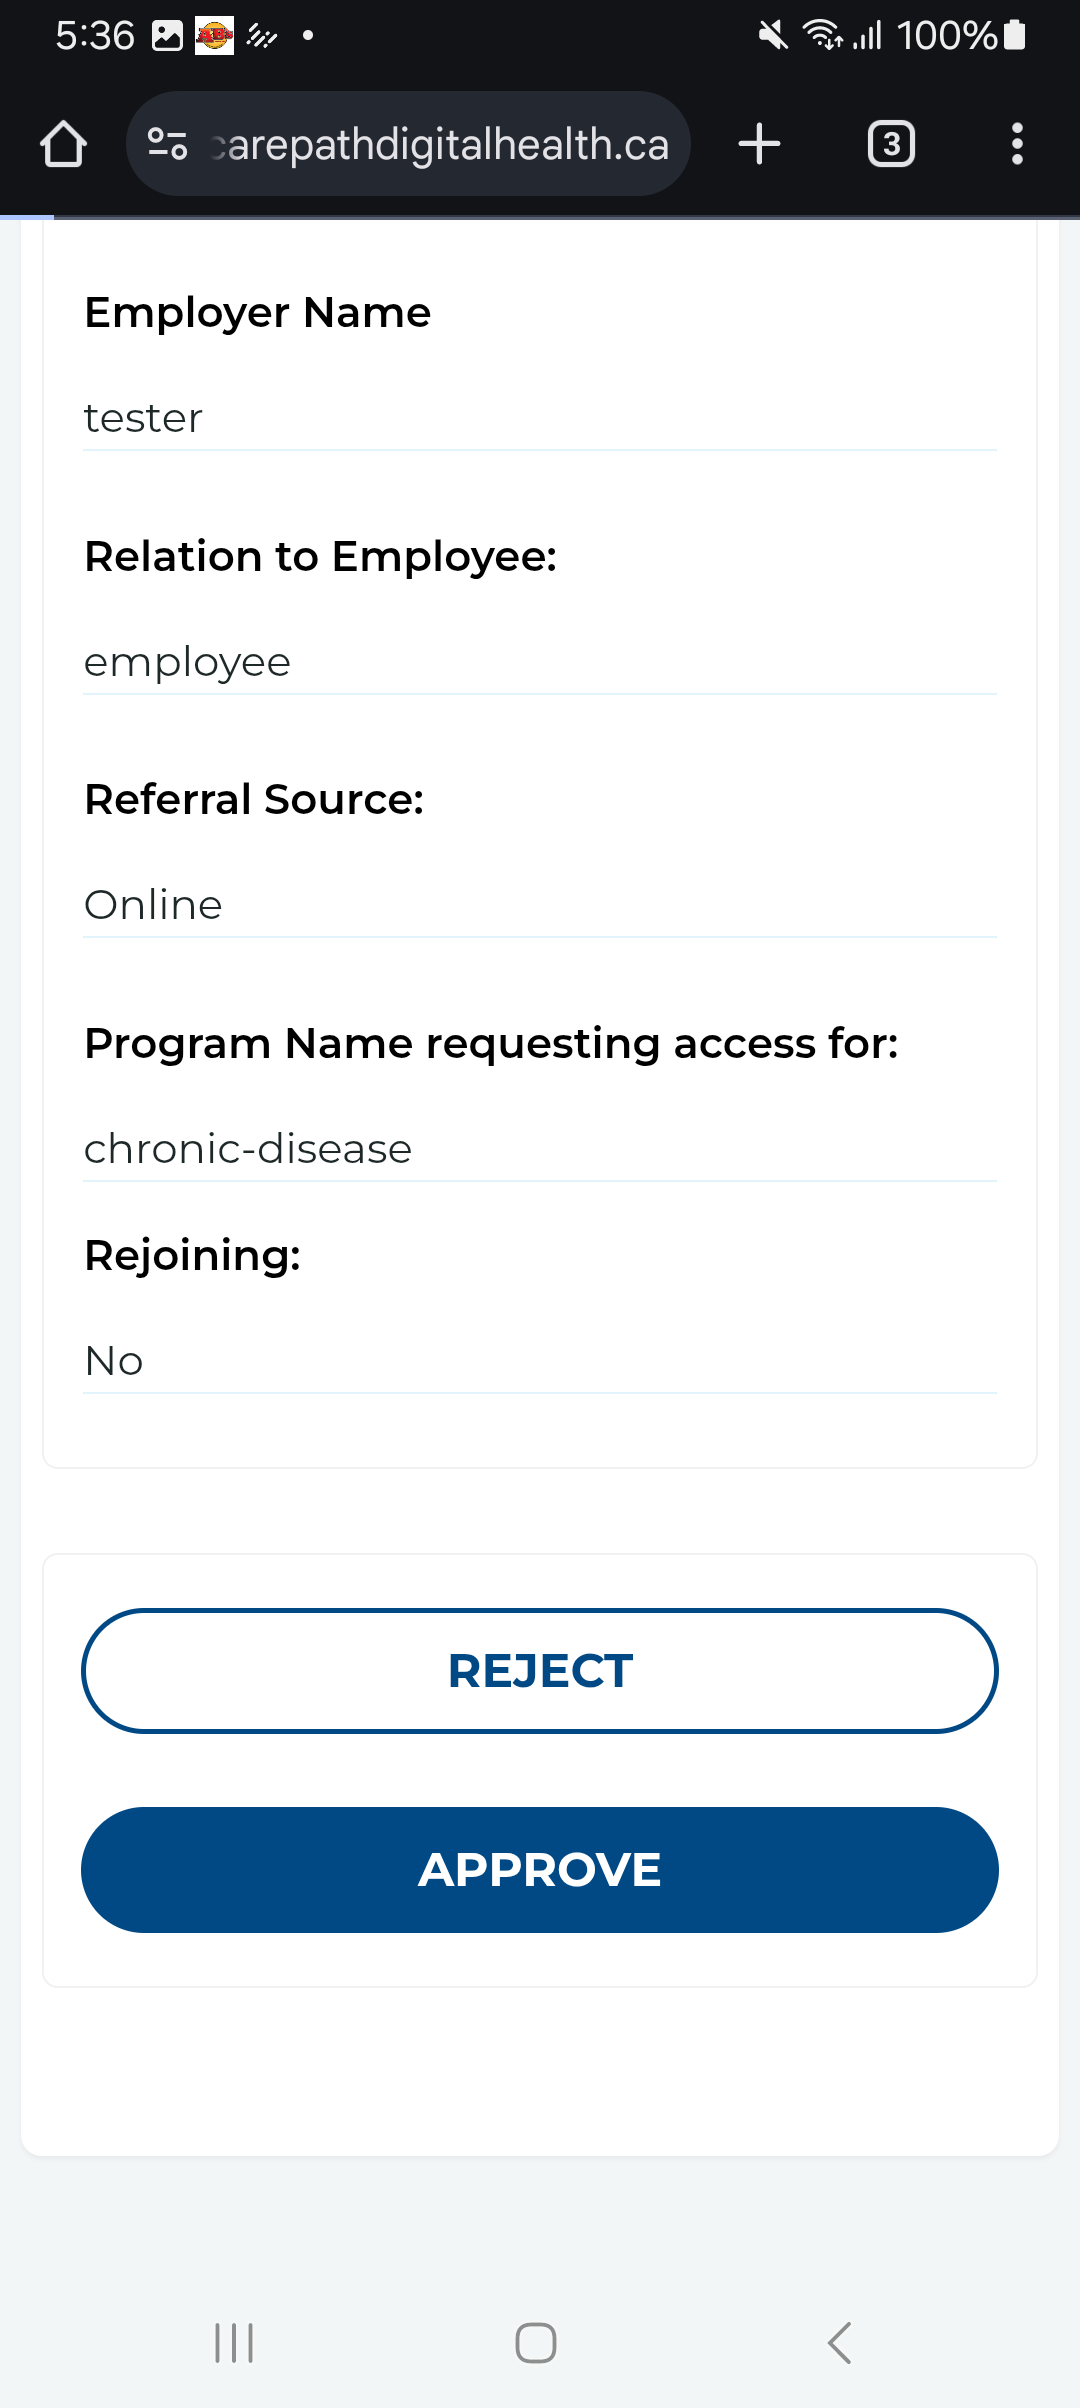 5:36
100%
arepathdigitalhealth.ca
3
Employer Name
tester
Relation to Employee:
employee
Referral Source:
Online
Program Name requesting access for:
chronic-disease
Rejoining:
No
REJECT
APPROVE